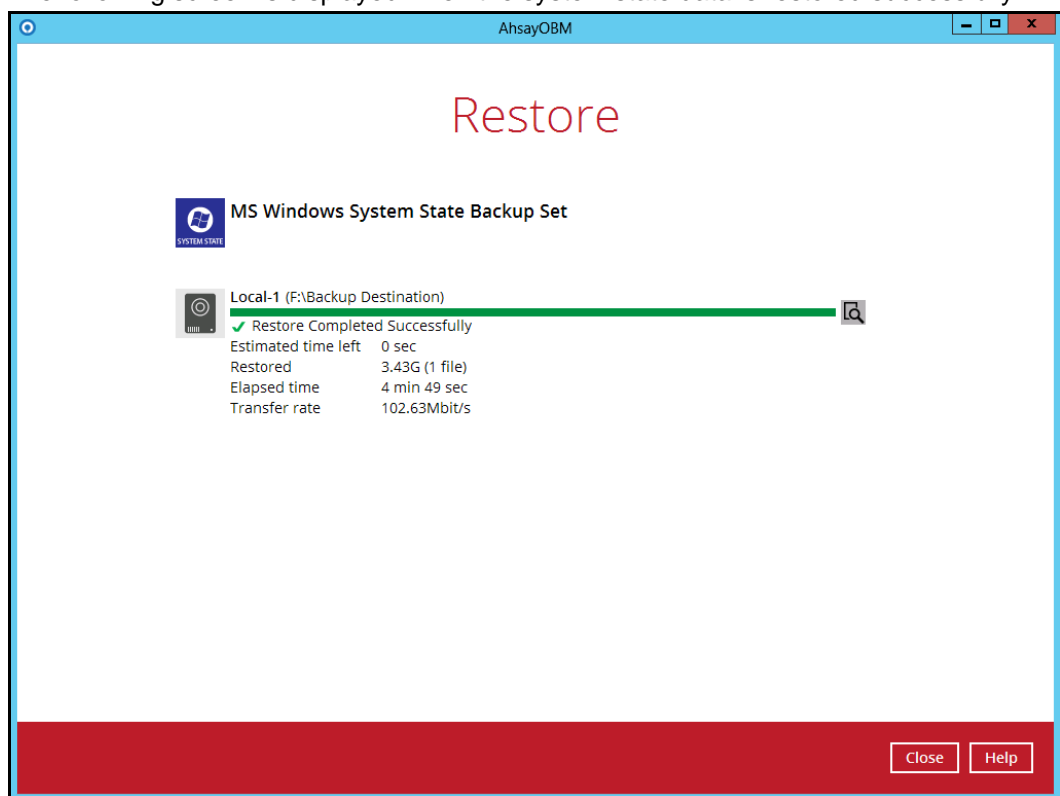 AhsayOBM
Restore
MS Windows System State Backup Set
SYSTEM STATE
Local-1 (F:\Backup Destination)
Restore Completed Successfully
Estimated time left 0 sec
Restored 3.43G (1 file)
Elapsed time 4 min 49 sec
Transfer rate 102.63Mbit/s
Close Help